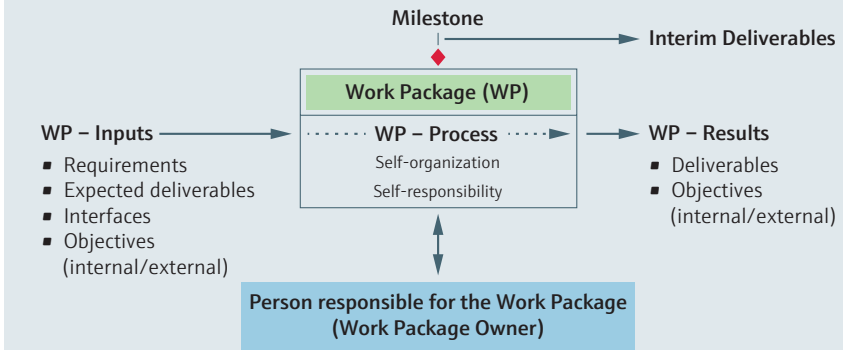 Milestone
Interim Deliverables
Work Package (WP)
WP – Inputs
■ Requirements
■ Expected deliverables
■ Interfaces
■ Objectives
(internal/external)
WP – Process
Self-organization
Self-responsibility
WP – Results
■ Deliverables
■ Objectives
(internal/external)
Person responsible for the Work Package
(Work Package Owner)